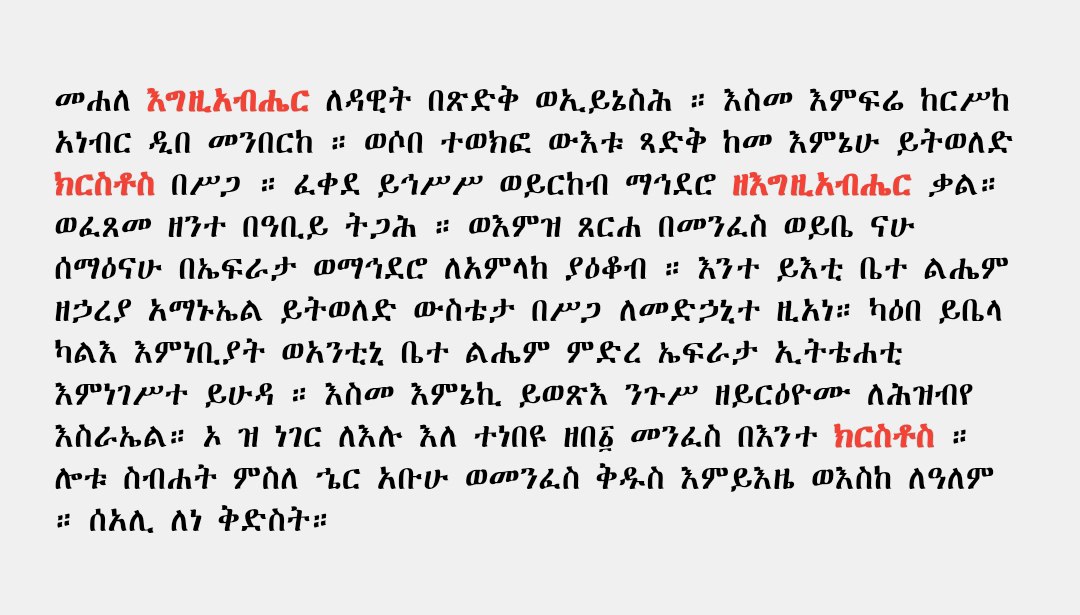 መሐለ እግዚአብሔር ለዳዊት በጽድቅ ወኢይኔስሕ ። እስመ እምፍሬ ከርሥከ
አነብር ዲበ መንበርከ ። ወሶበ ተወክፎ ውእቱ ጻድቅ ከመ እምኔሁ ይትወለድ
ክርስቶስ በሥጋ ። ፈቀደ ይኅሥሥ ወይርከብ ማኅደሮ ዘእግዚአብሔር ቃል።
ወፈጸመ ዘንተ በዓቢይ ትጋሕ ። ወእምዝ ጸርሐ በመንፈስ ወይቤ ናሁ
ሰማዕናሁ በኤፍራታ ወማኅደሮ ለአምላከ ያዕቆብ ። እንተ ይእቲ ቤተ ልሔም
ዘኃረያ አማኑኤል ይትወለድ ውስቴታ በሥጋ ለመድኃኒተ ዚአነ። ካዕበ ይቤላ
ካልእ እምነቢያት ወአንቲኒ ቤተ ልሔም ምድረ ኤፍራታ ኢትቴሐቲ
እምነገሥተ ይሁዳ ። እስመ እምኔኪ ይወጽእ ንጉሥ ዘይርዕዮሙ ለሕዝብየ
እስራኤል። ኦ ዝ ነገር ለእሉ እለ ተነበዩ ዘበ፩ መንፈስ በእንተ ክርስቶስ ።
ሎቱ ስብሐት ምስለ ኄር አቡሁ ወመንፈስ ቅዱስ እምይእዜ ወእስከ ለዓለም
። ሰአሊ ለነ ቅድስት።